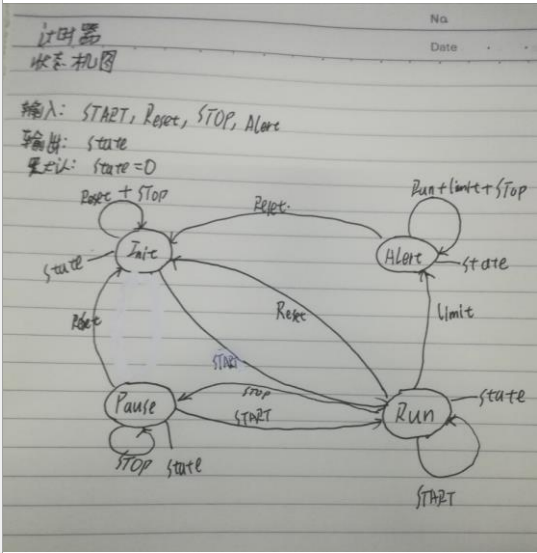 No.
Date
计时器
状态机图
输入: START, Reset, STOP, Alert
输出: state
默认: state=0
Reset + STOP
Reset
Run+limit+STOP
Init
Alert
state
state
Reset
limit
Reset
START
STOP
state
Pause
START
Run
STOP
state
START